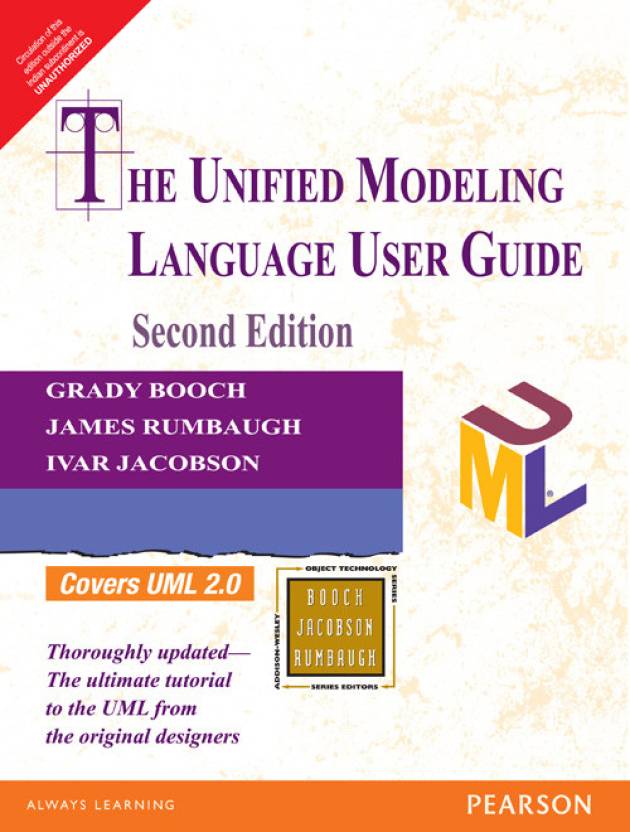 Circulation of this
edition outside the
Indian subcontinent is
UNAUTHORIZED
THE UNIFIED MODELING
LANGUAGE USER GUIDE
Second Edition
GRADY BOOCH
JAMES RUMBAUGH
IVAR JACOBSON
UML®
Covers UML 2.0
OBJECT TECHNOLOGY
SERIES
BOOCH
JACOBSON
RUMBAUGH
ADDISON-WESLEY
SERIES EDITORS
Thoroughly updated—
The ultimate tutorial
to the UML from
the original designers
ALWAYS LEARNING
PEARSON